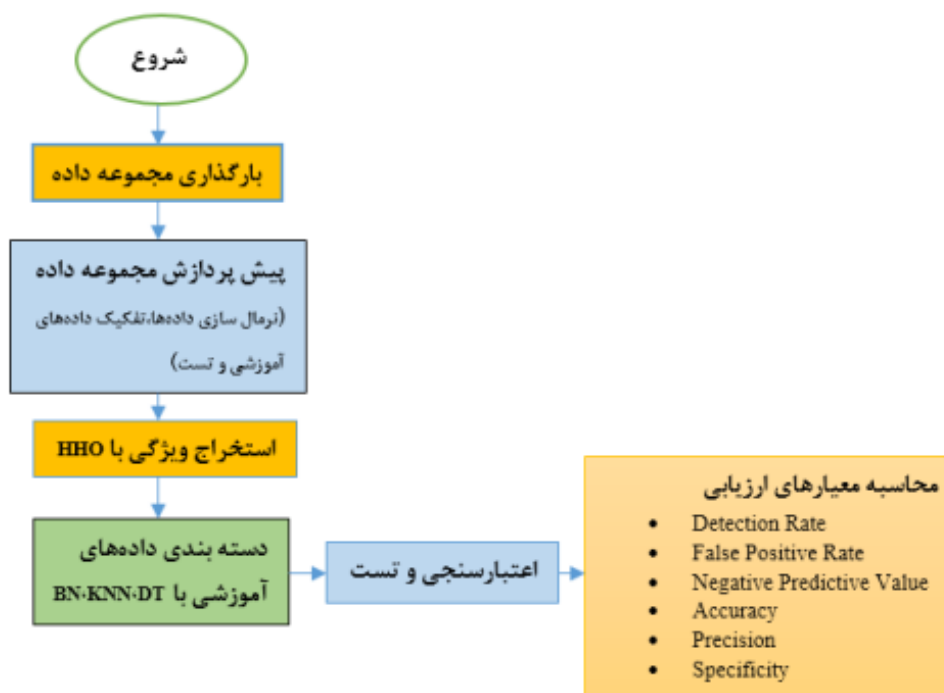 شروع
بارگذاری مجموعه داده
پیش پردازش مجموعه داده
(نرمال سازی داده‌ها،تفکیک داده‌های
آموزشی و تست)
استخراج ویژگی با HHO
دسته بندی داده‌های
آموزشی با BN،KNN،DT
اعتبارسنجی و تست
محاسبه معیارهای ارزیابی
• Detection Rate
• False Positive Rate
• Negative Predictive Value
• Accuracy
• Precision
• Specificity